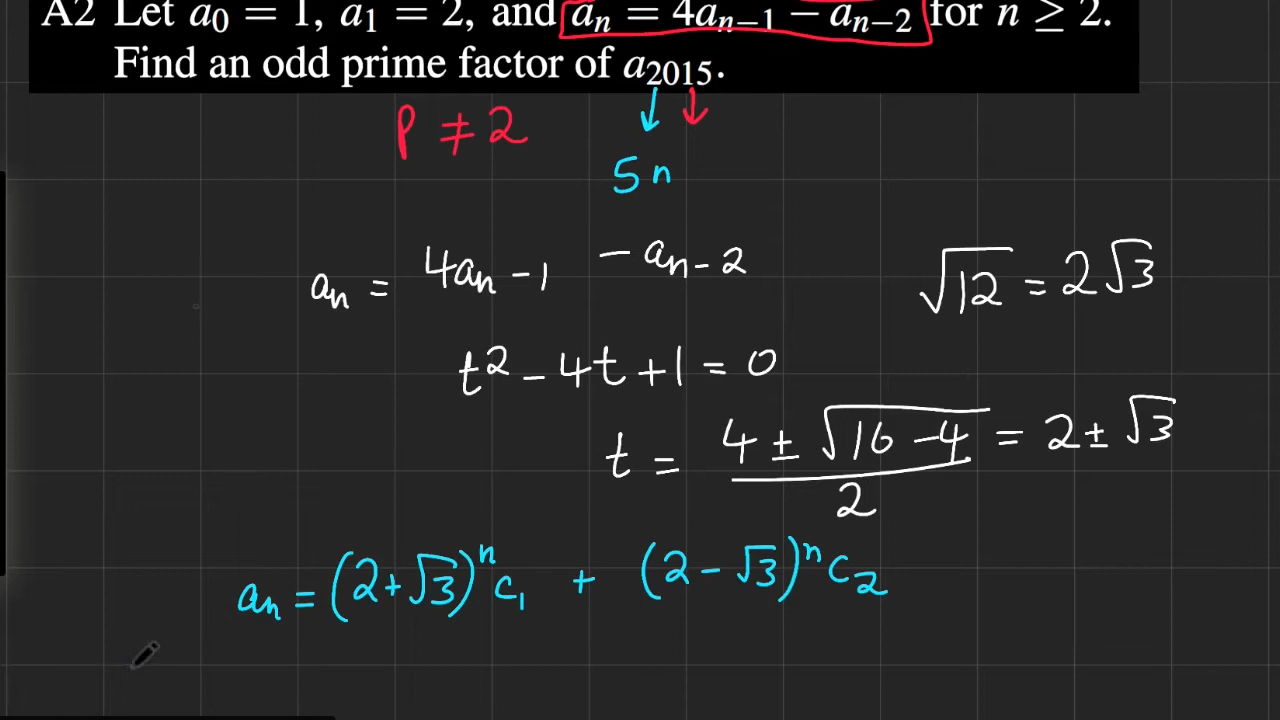 A2 Let a₀ = 1, a₁ = 2, and aₙ = 4aₙ₋₁ − aₙ₋₂ for n ≥ 2.
Find an odd prime factor of a₂₀₁₅.
p ≠ 2
5n
aₙ = 4aₙ₋₁ − aₙ₋₂
√12 = 2√3
t² − 4t + 1 = 0
t = (4 ± √(16 − 4))/2 = 2 ± √3
aₙ = (2 + √3)ⁿ c₁ + (2 − √3)ⁿ c₂